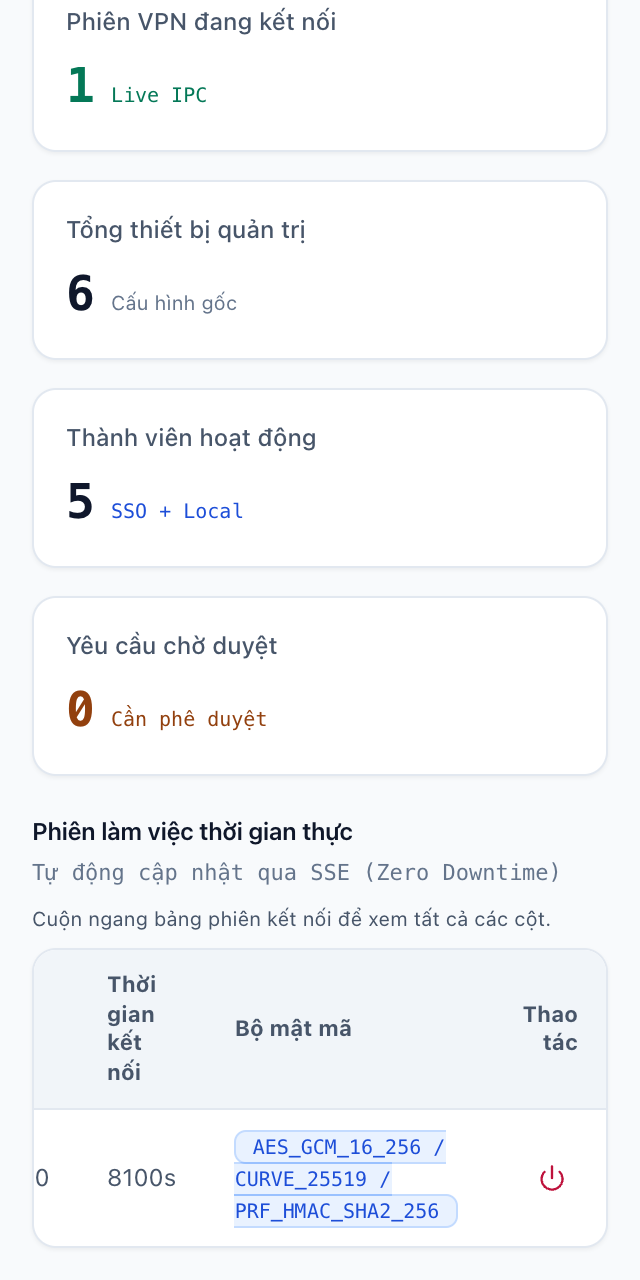 Phiên VPN đang kết nối
1 Live IPC
Tổng thiết bị quản trị
6 Cấu hình gốc
Thành viên hoạt động
5 SSO + Local
Yêu cầu chờ duyệt
0 Cần phê duyệt
Phiên làm việc thời gian thực
Tự động cập nhật qua SSE (Zero Downtime)
Cuộn ngang bảng phiên kết nối để xem tất cả các cột.
Thời
gian
kết
nối
Bộ mật mã
Thao
tác
0
8100s
AES_GCM_16_256 /
CURVE_25519 /
PRF_HMAC_SHA2_256